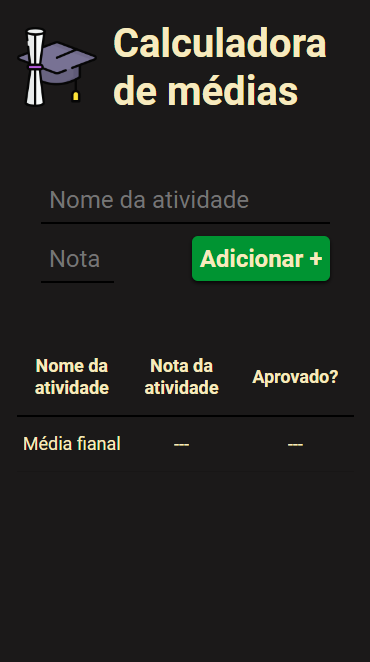 Calculadora
de médias
Nome da atividade
Nota
Adicionar +
Nome da
atividade
Nota da
atividade
Aprovado?
Média fianal
---
---